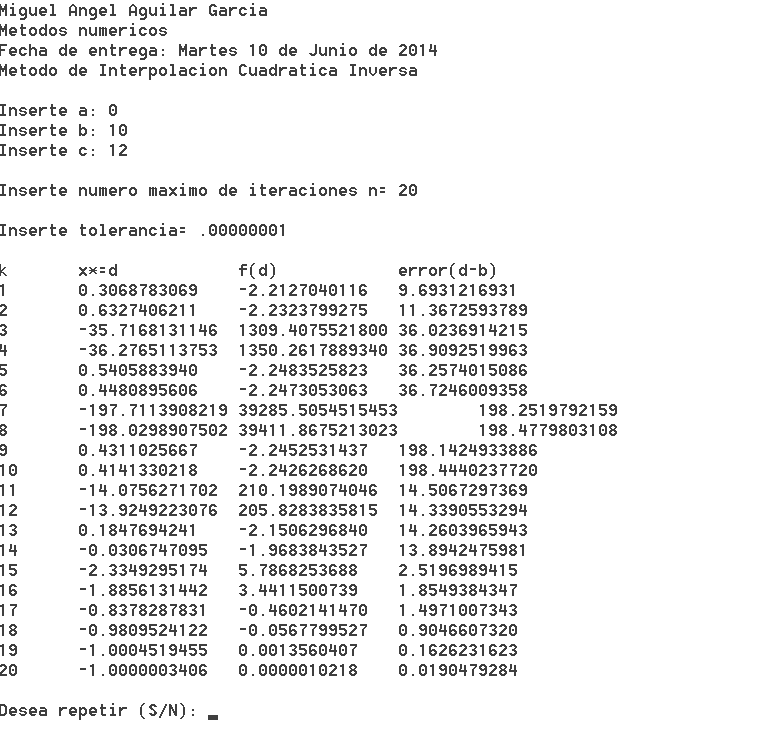 Miguel Angel Aguilar Garcia
Metodos numericos
Fecha de entrega: Martes 10 de Junio de 2014
Metodo de Interpolacion Cuadratica Inversa
Inserte a: 0
Inserte b: 10
Inserte c: 12
Inserte numero maximo de iteraciones n= 20
Inserte tolerancia= .00000001
k x*=d f(d) error(d-b)
1 0.3068783069 -2.2127040116 9.6931216931
2 0.6327406211 -2.2323799275 11.3672593789
3 -35.7168131146 1309.4075521800 36.0236914215
4 -36.2765113753 1350.2617889340 36.9092519963
5 0.5405883940 -2.2483525823 36.2574015086
6 0.4480895606 -2.2473053063 36.7246009358
7 -197.7113908219 39285.5054515453 198.2519792159
8 -198.0298907502 39411.8675213023 198.4779803108
9 0.4311025667 -2.2452531437 198.1424933886
10 0.4141330218 -2.2426268620 198.4440237720
11 -14.0756271702 210.1989074046 14.5067297369
12 -13.9249223076 205.8283835815 14.3390553294
13 0.1847694241 -2.1506296840 14.2603965943
14 -0.0306747095 -1.9683843527 13.8942475981
15 -2.3349295174 5.7868253688 2.5196989415
16 -1.8856131442 3.4411500739 1.8549384347
17 -0.8378287831 -0.4602141470 1.4971007343
18 -0.9809524122 -0.0567799527 0.9046607320
19 -1.0004519455 0.0013560407 0.1626231623
20 -1.0000003406 0.0000010218 0.0190479284
Desea repetir (S/N):